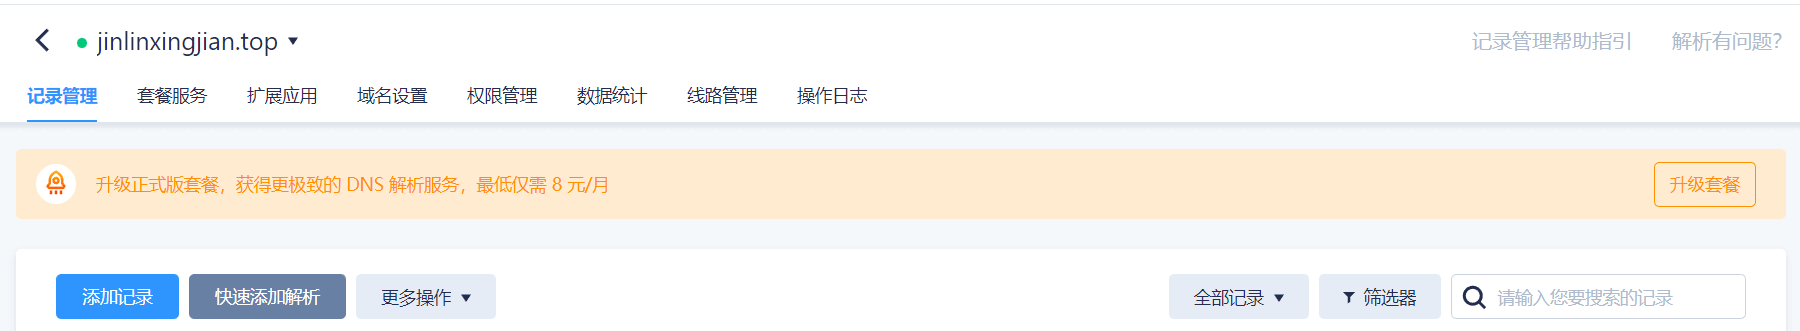 jinlinxingjian.top
记录管理帮助指引 解析有问题?
记录管理 套餐服务 扩展应用 域名设置 权限管理 数据统计 线路管理 操作日志
升级正式版套餐，获得更极致的 DNS 解析服务，最低仅需 8 元/月 升级套餐
添加记录 快速添加解析 更多操作 全部记录 筛选器 请输入您要搜索的记录